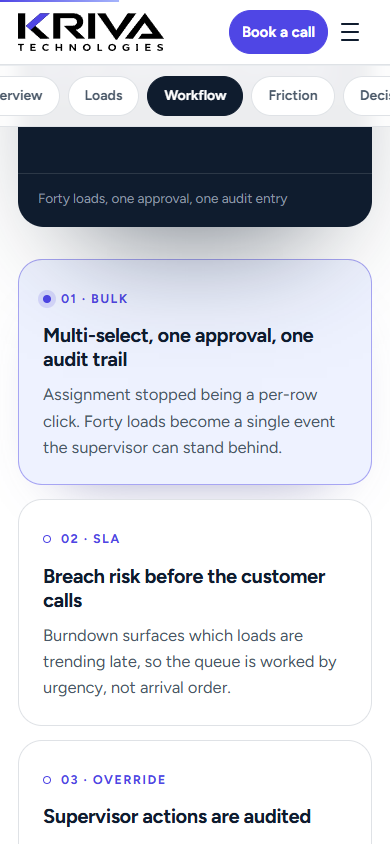 KRIVA
TECHNOLOGIES
Book a call
erview
Loads
Workflow
Friction
Decis
Forty loads, one approval, one audit entry
01 · BULK
Multi-select, one approval, one
audit trail
Assignment stopped being a per-row
click. Forty loads become a single event
the supervisor can stand behind.
02 · SLA
Breach risk before the customer
calls
Burndown surfaces which loads are
trending late, so the queue is worked by
urgency, not arrival order.
03 · OVERRIDE
Supervisor actions are audited